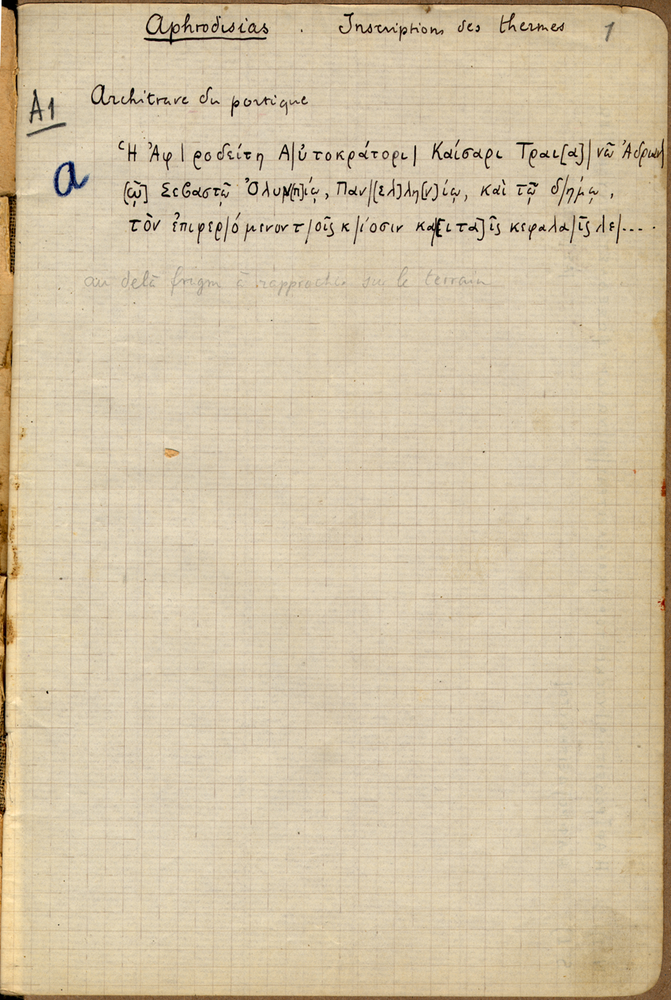 Aphrodisias . Inscriptions des thermes 1
A1 Architrave du portique
Ἡ Ἀφ|ροδείτη Α|ὐτοκράτορι| Καίσαρι Τραι[α]|νῶ Ἁδριαν
a [ῷ] Σεβαστῷ Ὀλυμ[π]ίῳ, Παν|[ελ]λη[ν]ίῳ, καὶ τῷ δ/ήμῳ,
τὸν ἐπιφερ|όμενον τ|οῖς κ|ίοσιν κα[ὶ τα]ῖς κεφαλα|ῖς λε|....
au delà fragm à rapprocher sur le terrain